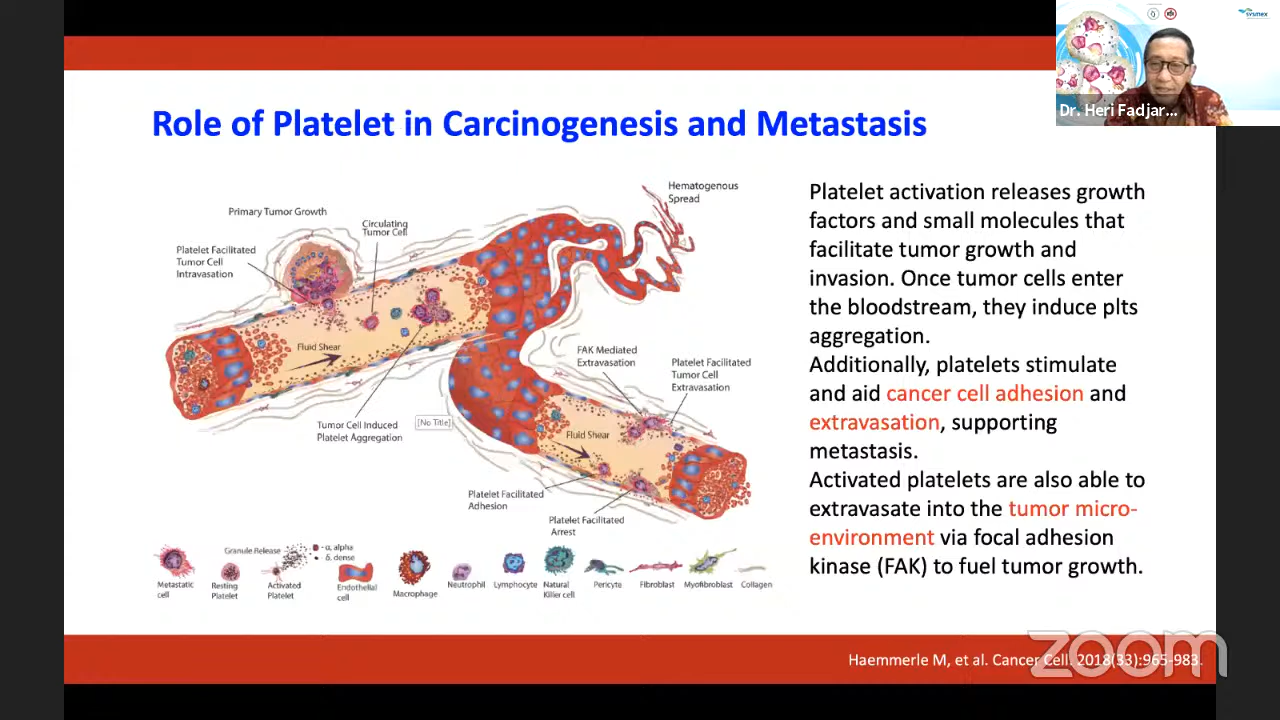 sysmex
Dr. Heri Fadjar...
Role of Platelet in Carcinogenesis and Metastasis
Hematogenous
Spread
Primary Tumor Growth
Circulating
Tumor Cell
Platelet Facilitated
Tumor Cell
Intravasation
Fluid Shear
FAK Mediated
Extravasation
Platelet Facilitated
Tumor Cell
Extravasation
Tumor Cell Induced
Platelet Aggregation
[No Title]
Fluid Shear
Platelet Facilitated
Adhesion
Platelet Facilitated
Arrest
Granule Release
- α, alpha
- δ, dense
Metastatic
cell
Resting
Platelet
Activated
Platelet
Endothelial
cell
Macrophage
Neutrophil
Lymphocyte
Natural
Killer cell
Pericyte
Fibroblast
Myofibroblast
Collagen
Platelet activation releases growth
factors and small molecules that
facilitate tumor growth and
invasion. Once tumor cells enter
the bloodstream, they induce plts
aggregation.
Additionally, platelets stimulate
and aid cancer cell adhesion and
extravasation, supporting
metastasis.
Activated platelets are also able to
extravasate into the tumor micro-
environment via focal adhesion
kinase (FAK) to fuel tumor growth.
zoom
Haemmerle M, et al. Cancer Cell. 2018(33):965-983.